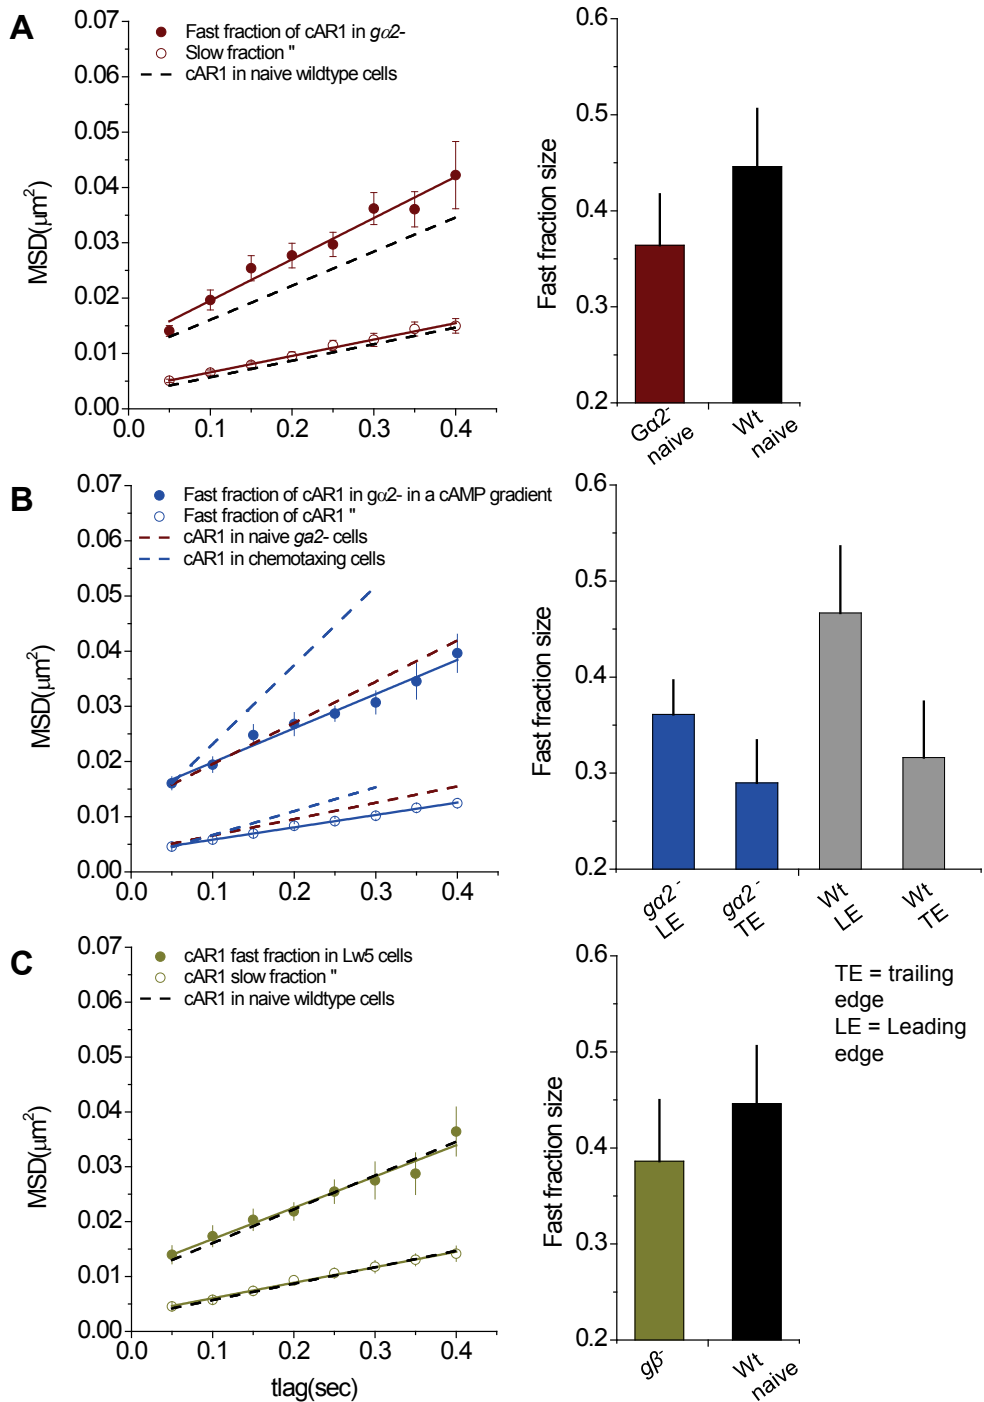 A
Fast fraction of cAR1 in gα2-
Slow fraction "
cAR1 in naive wildtype cells
0.07
0.06
0.05
0.04
0.03
0.02
0.01
0.00
MSD(μm²)
0.0 0.1 0.2 0.3 0.4
0.6
0.5
0.4
0.3
0.2
Fast fraction size
Gα2-
naive
Wt
naive
B
Fast fraction of cAR1 in gα2- in a cAMP gradient
Fast fraction of cAR1 "
cAR1 in naive ga2- cells
cAR1 in chemotaxing cells
0.07
0.06
0.05
0.04
0.03
0.02
0.01
0.00
MSD(μm²)
0.0 0.1 0.2 0.3 0.4
0.6
0.5
0.4
0.3
0.2
Fast fraction size
gα2-
LE
gα2-
TE
Wt
LE
Wt
TE
C
cAR1 fast fraction in Lw5 cells
cAR1 slow fraction "
cAR1 in naive wildtype cells
0.07
0.06
0.05
0.04
0.03
0.02
0.01
0.00
MSD(μm²)
0.0 0.1 0.2 0.3 0.4
tlag(sec)
0.6
0.5
0.4
0.3
0.2
Fast fraction size
gβ-
Wt
naive
TE = trailing
edge
LE = Leading
edge